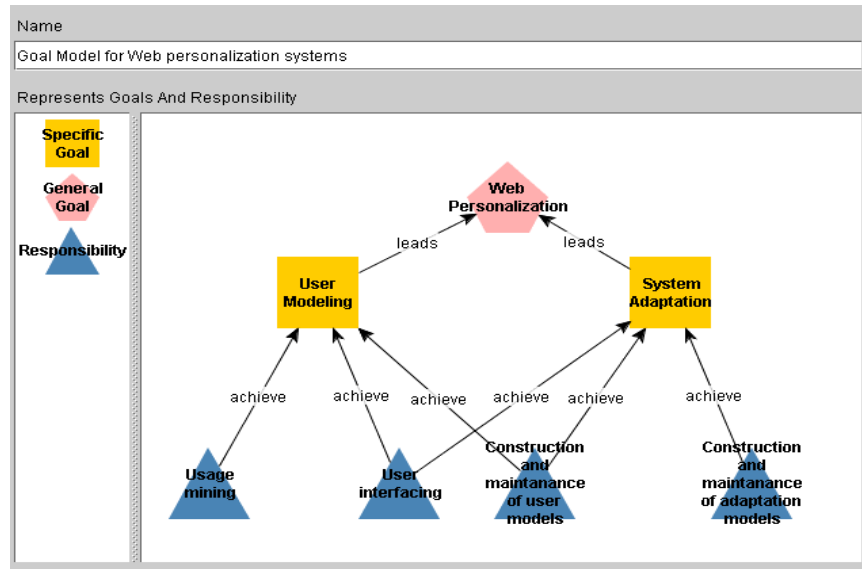 Name
Goal Model for Web personalization systems
Represents Goals And Responsibility
Specific
Goal
General
Goal
Responsibility
Web
Personalization
leads
leads
User
Modeling
System
Adaptation
achieve
achieve
achieve
achieve
achieve
achieve
Usage
mining
User
interfacing
Construction
and
maintanance
of user
models
Construction
and
maintanance
of adaptation
models